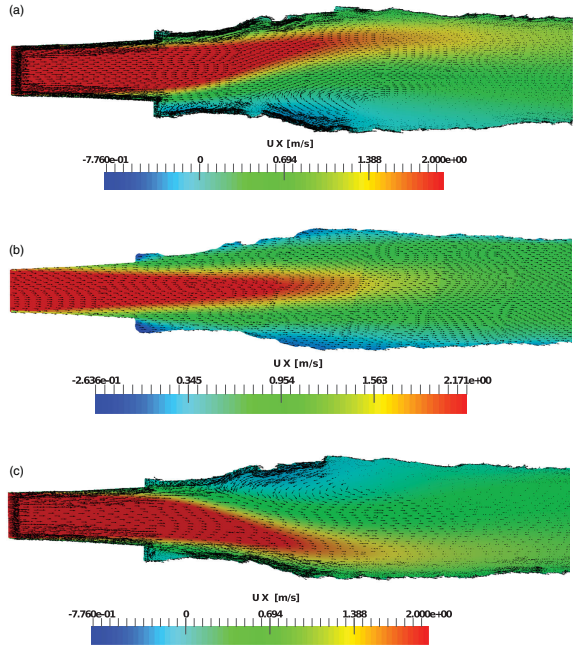 (a)
U X [m/s]
-7.760e-01 0 0.694 1.388 2.000e+00
(b)
U X [m/s]
-2.636e-01 0.345 0.954 1.563 2.171e+00
(c)
U X [m/s]
-7.760e-01 0 0.694 1.388 2.000e+00